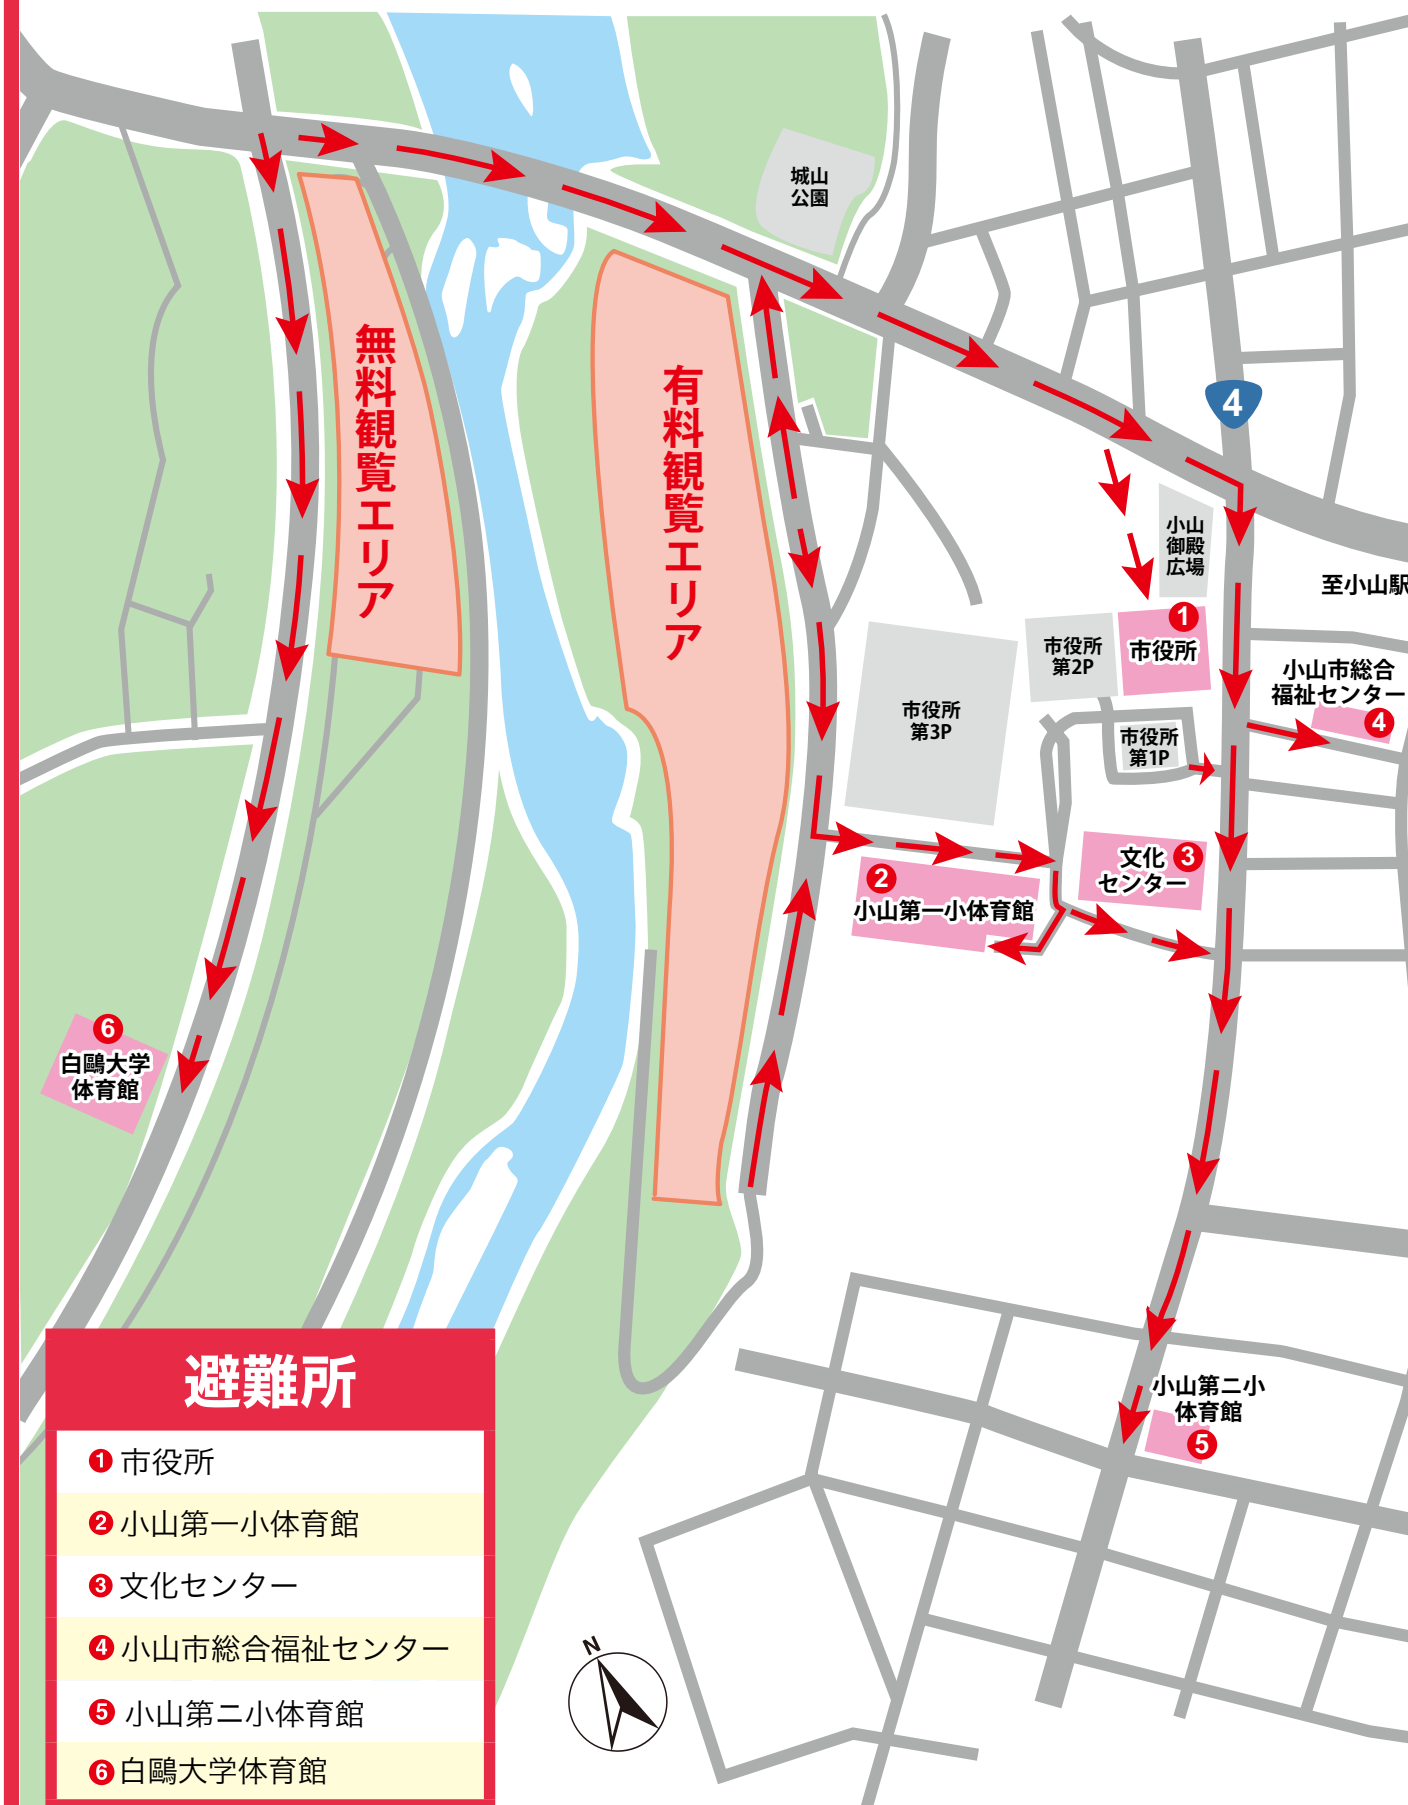 城山
公園
無料観覧エリア
有料観覧エリア
4
小山
御殿
広場
至小山駅
1
市役所
市役所
第2P
小山市総合
福祉センター
4
市役所
第3P
市役所
第1P
文化
センター
3
2
小山第一小体育館
6
白鷗大学
体育館
小山第二小
体育館
5
避難所
1 市役所
2 小山第一小体育館
3 文化センター
4 小山市総合福祉センター
5 小山第二小体育館
6 白鷗大学体育館
N